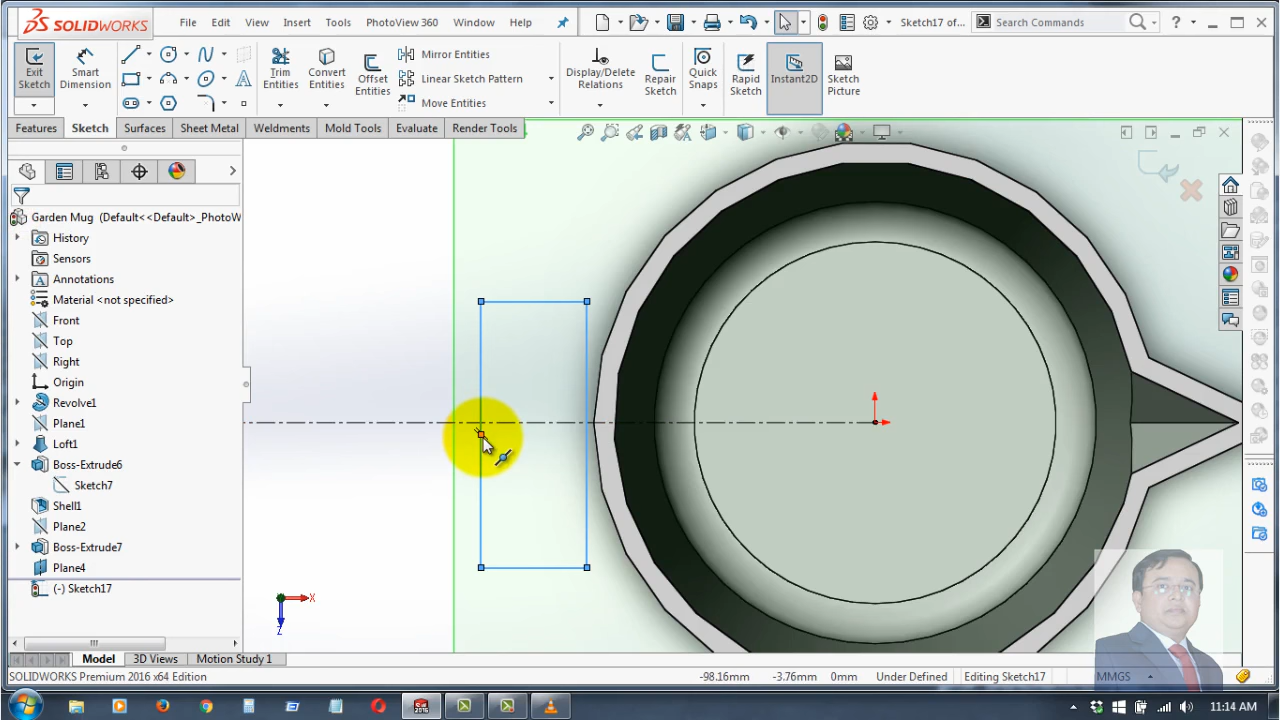 SOLIDWORKS
File Edit View Insert Tools PhotoView 360 Window Help
Sketch17 of...
Search Commands
Exit Sketch
Smart Dimension
Trim Entities
Convert Entities
Offset Entities
Mirror Entities
Linear Sketch Pattern
Move Entities
Display/Delete Relations
Repair Sketch
Quick Snaps
Rapid Sketch
Instant2D
Sketch Picture
Features Sketch Surfaces Sheet Metal Weldments Mold Tools Evaluate Render Tools
Garden Mug (Default<<Default>_PhotoW
History
Sensors
Annotations
Material <not specified>
Front
Top
Right
Origin
Revolve1
Plane1
Loft1
Boss-Extrude6
Sketch7
Shell1
Plane2
Boss-Extrude7
Plane4
(-) Sketch17
X
Z
Model 3D Views Motion Study 1
SOLIDWORKS Premium 2016 x64 Edition
-98.16mm -3.76mm 0mm Under Defined Editing Sketch17 MMGS
11:14 AM